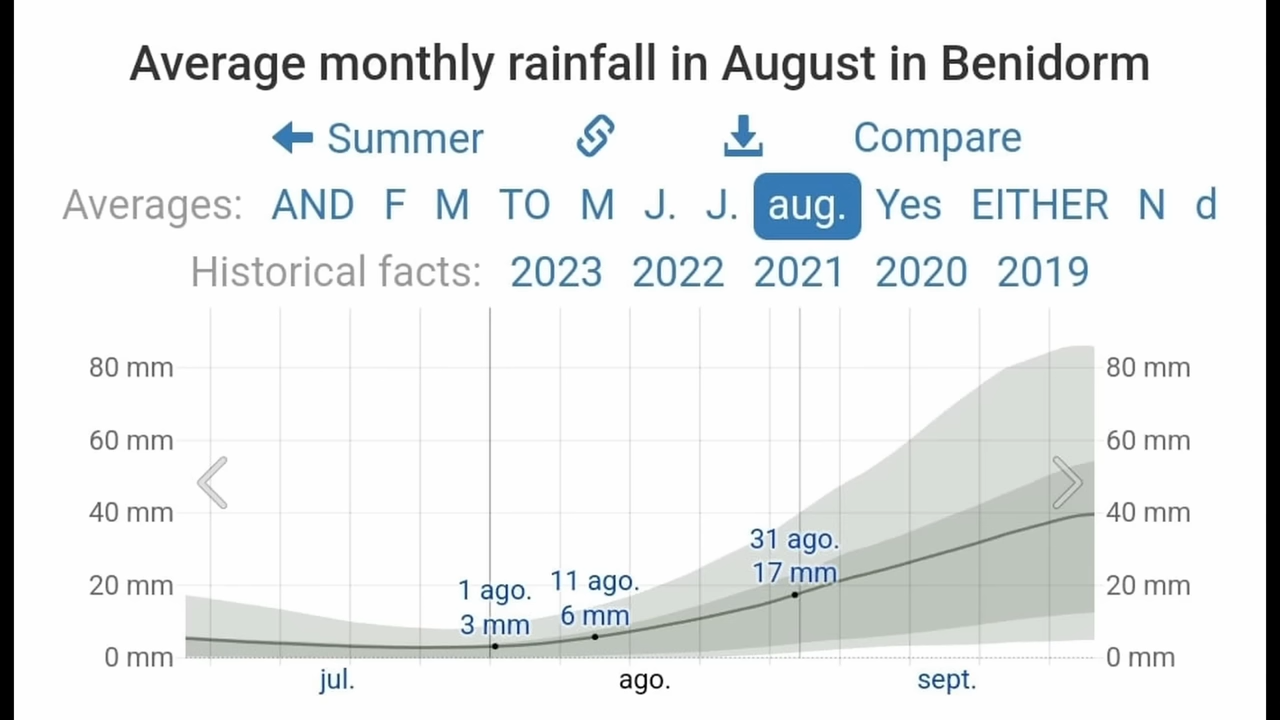 Average monthly rainfall in August in Benidorm
Summer Compare
Averages: AND F M TO M J. J. aug. Yes EITHER N d
Historical facts: 2023 2022 2021 2020 2019
80 mm 80 mm
60 mm 60 mm
40 mm 40 mm
31 ago.
17 mm
20 mm 1 ago. 11 ago. 20 mm
3 mm 6 mm
0 mm 0 mm
jul. ago. sept.